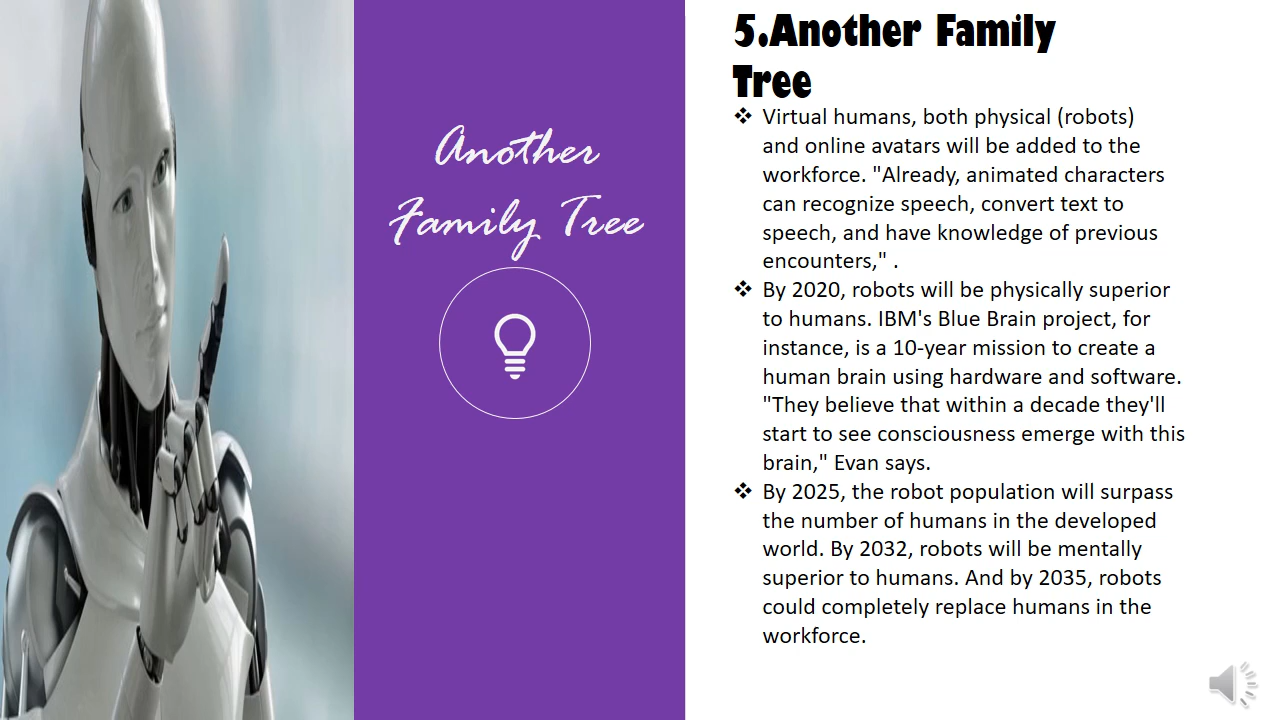 Another
Family Tree
5.Another Family
Tree
❖ Virtual humans, both physical (robots)
and online avatars will be added to the
workforce. "Already, animated characters
can recognize speech, convert text to
speech, and have knowledge of previous
encounters," .
❖ By 2020, robots will be physically superior
to humans. IBM's Blue Brain project, for
instance, is a 10-year mission to create a
human brain using hardware and software.
"They believe that within a decade they'll
start to see consciousness emerge with this
brain," Evan says.
❖ By 2025, the robot population will surpass
the number of humans in the developed
world. By 2032, robots will be mentally
superior to humans. And by 2035, robots
could completely replace humans in the
workforce.